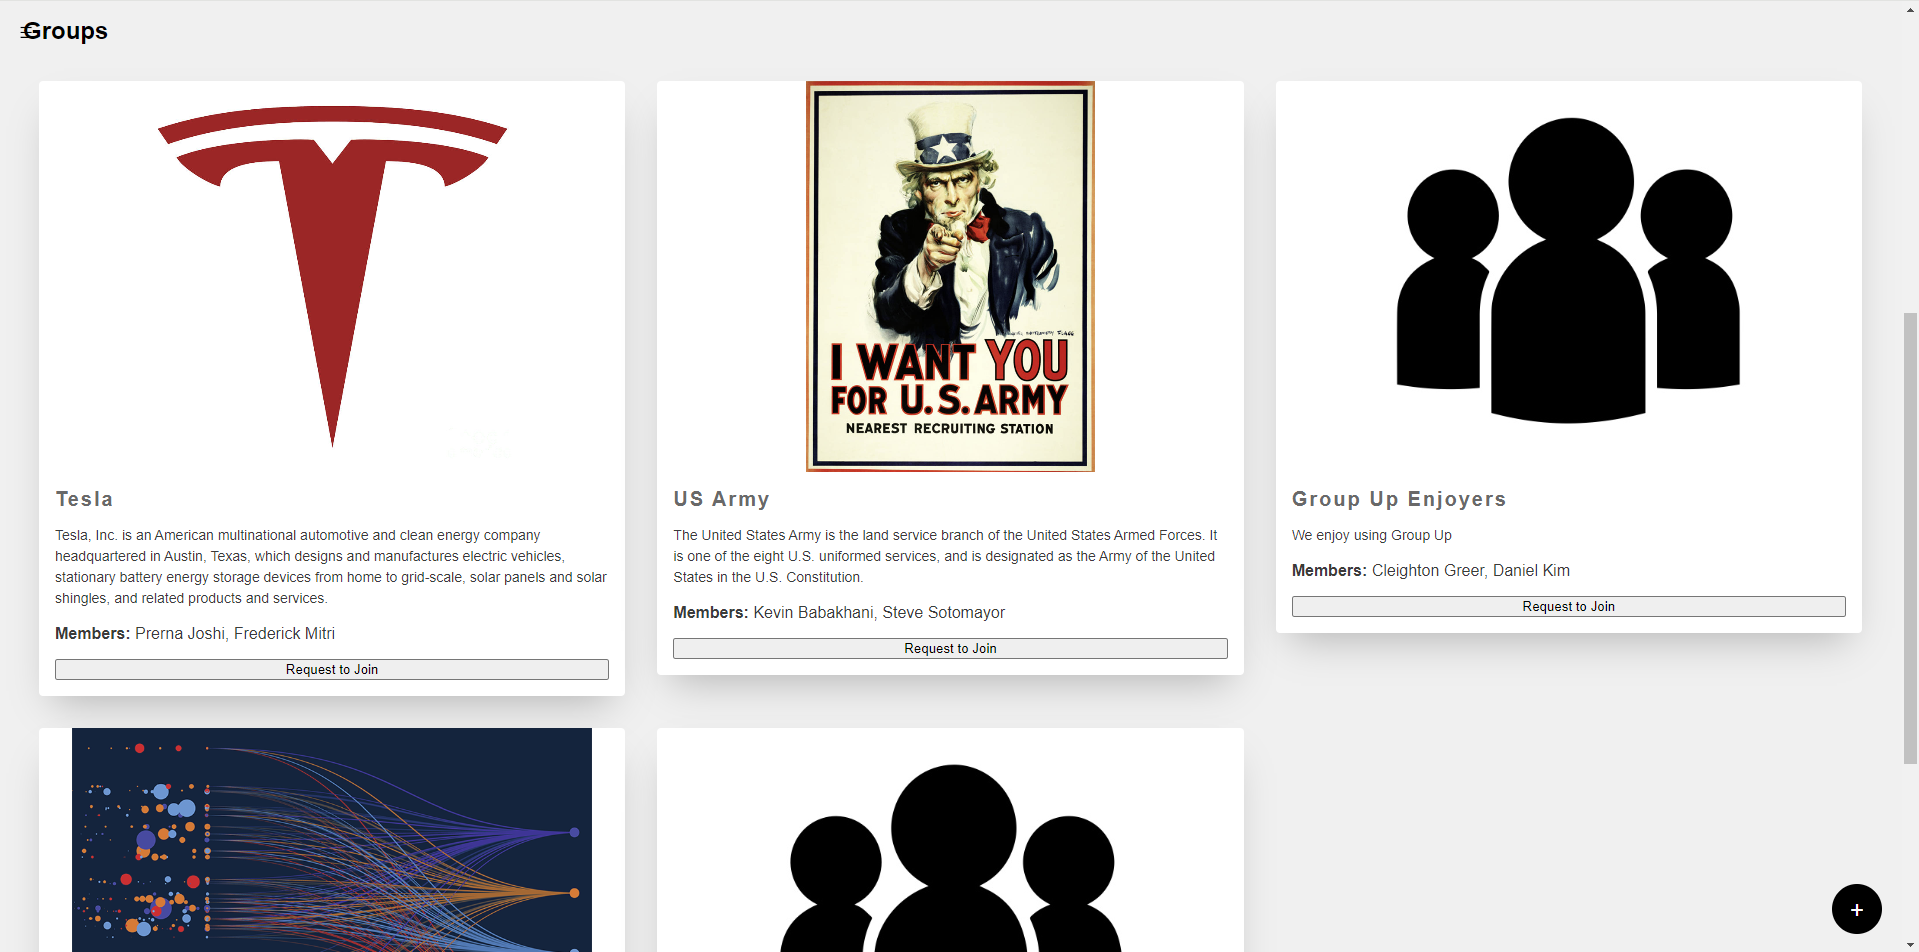 Groups
I WANT YOU
FOR U.S. ARMY
NEAREST RECRUITING STATION
Tesla
Tesla, Inc. is an American multinational automotive and clean energy company
headquartered in Austin, Texas, which designs and manufactures electric vehicles,
stationary battery energy storage devices from home to grid-scale, solar panels and solar
shingles, and related products and services.
Members: Prerna Joshi, Frederick Mitri
Request to Join
US Army
The United States Army is the land service branch of the United States Armed Forces. It
is one of the eight U.S. uniformed services, and is designated as the Army of the United
States in the U.S. Constitution.
Members: Kevin Babakhani, Steve Sotomayor
Request to Join
Group Up Enjoyers
We enjoy using Group Up
Members: Cleighton Greer, Daniel Kim
Request to Join
+